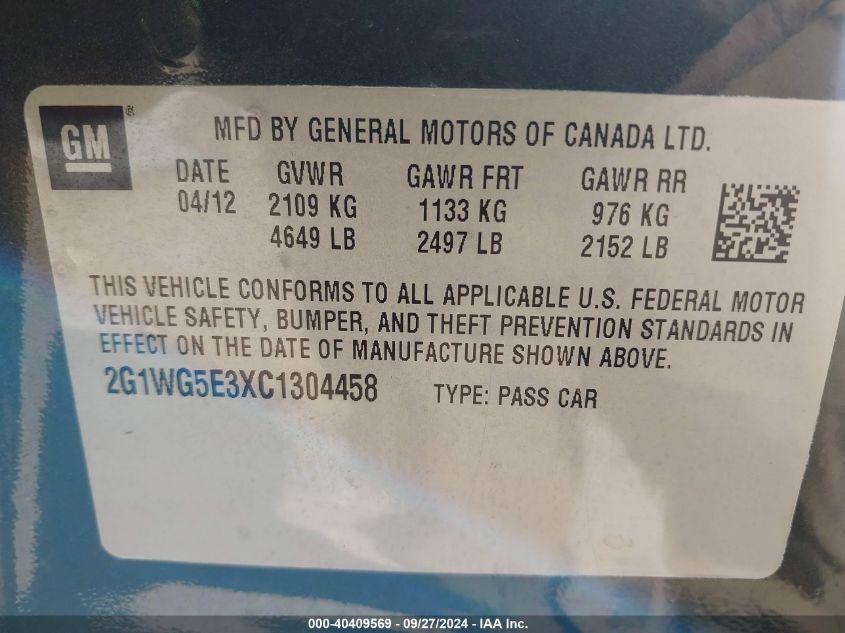 GM ®
MFD BY GENERAL MOTORS OF CANADA LTD.
DATE GVWR GAWR FRT GAWR RR
04/12 2109 KG 1133 KG 976 KG
4649 LB 2497 LB 2152 LB
THIS VEHICLE CONFORMS TO ALL APPLICABLE U.S. FEDERAL MOTOR
VEHICLE SAFETY, BUMPER, AND THEFT PREVENTION STANDARDS IN
EFFECT ON THE DATE OF MANUFACTURE SHOWN ABOVE.
2G1WG5E3XC1304458 TYPE: PASS CAR
000-40409569 - 09/27/2024 - IAA Inc.